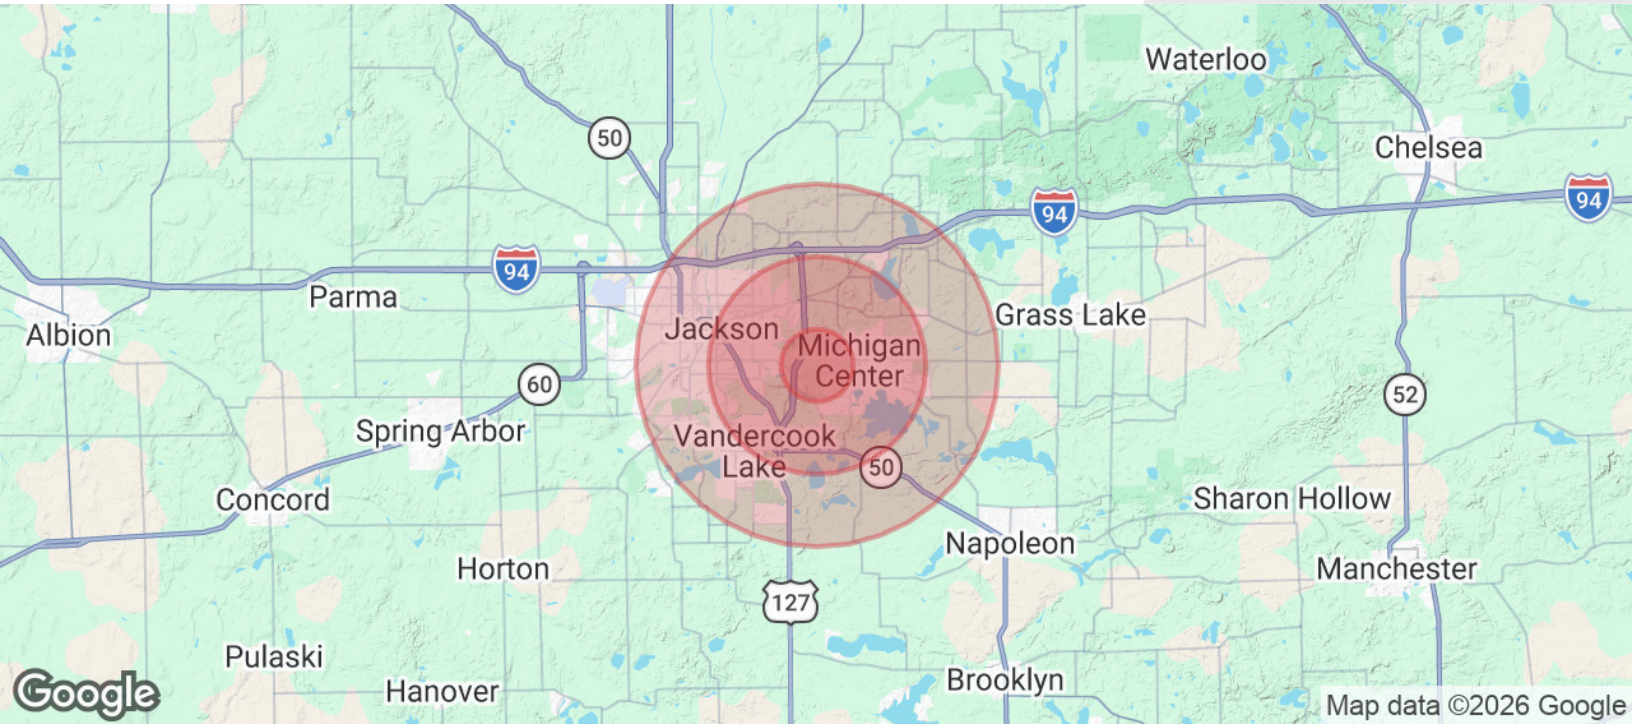 Waterloo
50
Chelsea
94
94
94
Parma
Grass Lake
Albion
Jackson
Michigan
Center
60
52
Spring Arbor
Vandercook
Lake
50
Concord
Sharon Hollow
Napoleon
Horton
Manchester
127
Pulaski
Brooklyn
Hanover
Google
Map data ©2026 Google